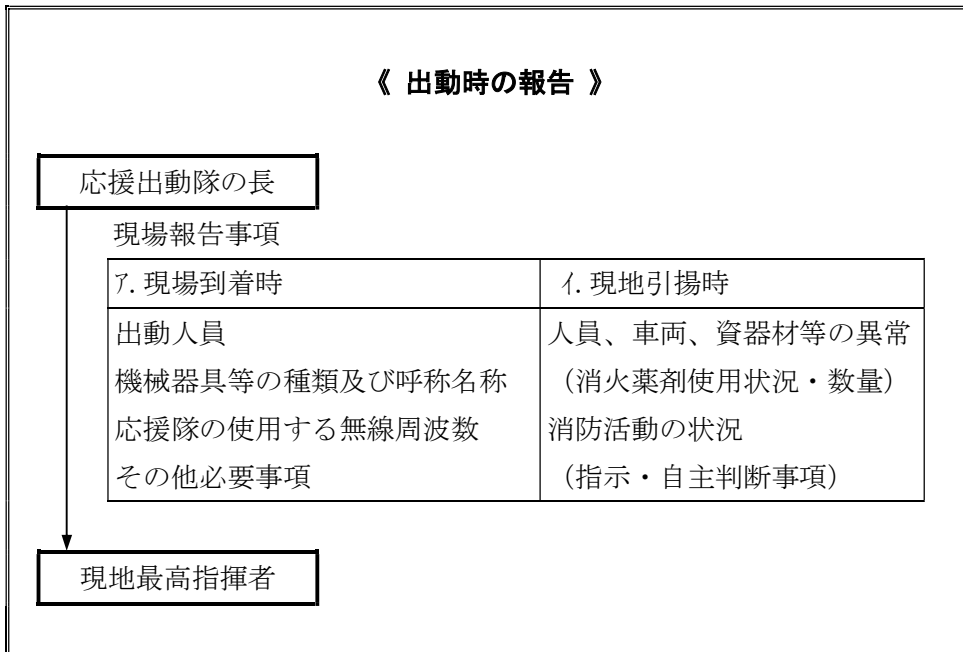 《 出動時の報告 》
応援出動隊の長
現場報告事項
ｱ. 現場到着時
ｲ. 現地引揚時
出動人員
機械器具等の種類及び呼称名称
応援隊の使用する無線周波数
その他必要事項
人員、車両、資器材等の異常
（消火薬剤使用状況・数量）
消防活動の状況
（指示・自主判断事項）
現地最高指揮者